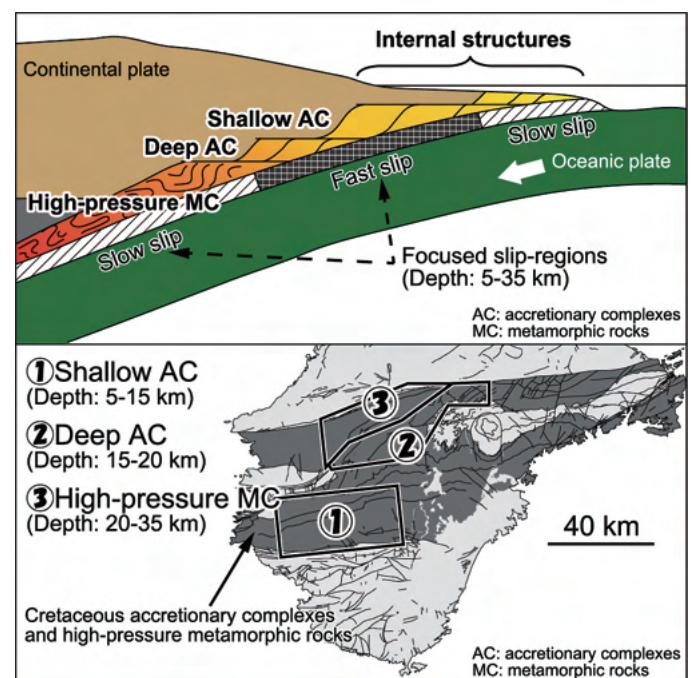 Internal structures
Continental plate
Shallow AC
Deep AC
High-pressure MC
Slow slip
Fast slip
Slow slip
Oceanic plate
Focused slip-regions
(Depth: 5-35 km)
AC: accretionary complexes
MC: metamorphic rocks
①Shallow AC
(Depth: 5-15 km)
②Deep AC
(Depth: 15-20 km)
③High-pressure MC
(Depth: 20-35 km)
③
②
①
40 km
Cretaceous accretionary complexes
and high-pressure metamorphic rocks
AC: accretionary complexes
MC: metamorphic rocks